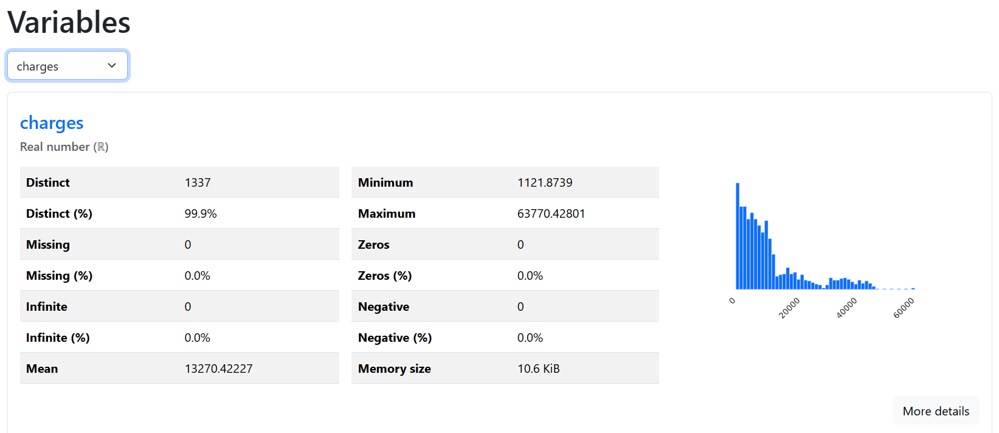 Variables
charges
charges
Real number (ℝ)
Distinct 1337
Distinct (%) 99.9%
Missing 0
Missing (%) 0.0%
Infinite 0
Infinite (%) 0.0%
Mean 13270.42227
Minimum 1121.8739
Maximum 63770.42801
Zeros 0
Zeros (%) 0.0%
Negative 0
Negative (%) 0.0%
Memory size 10.6 KiB
0 20000 40000 60000
More details